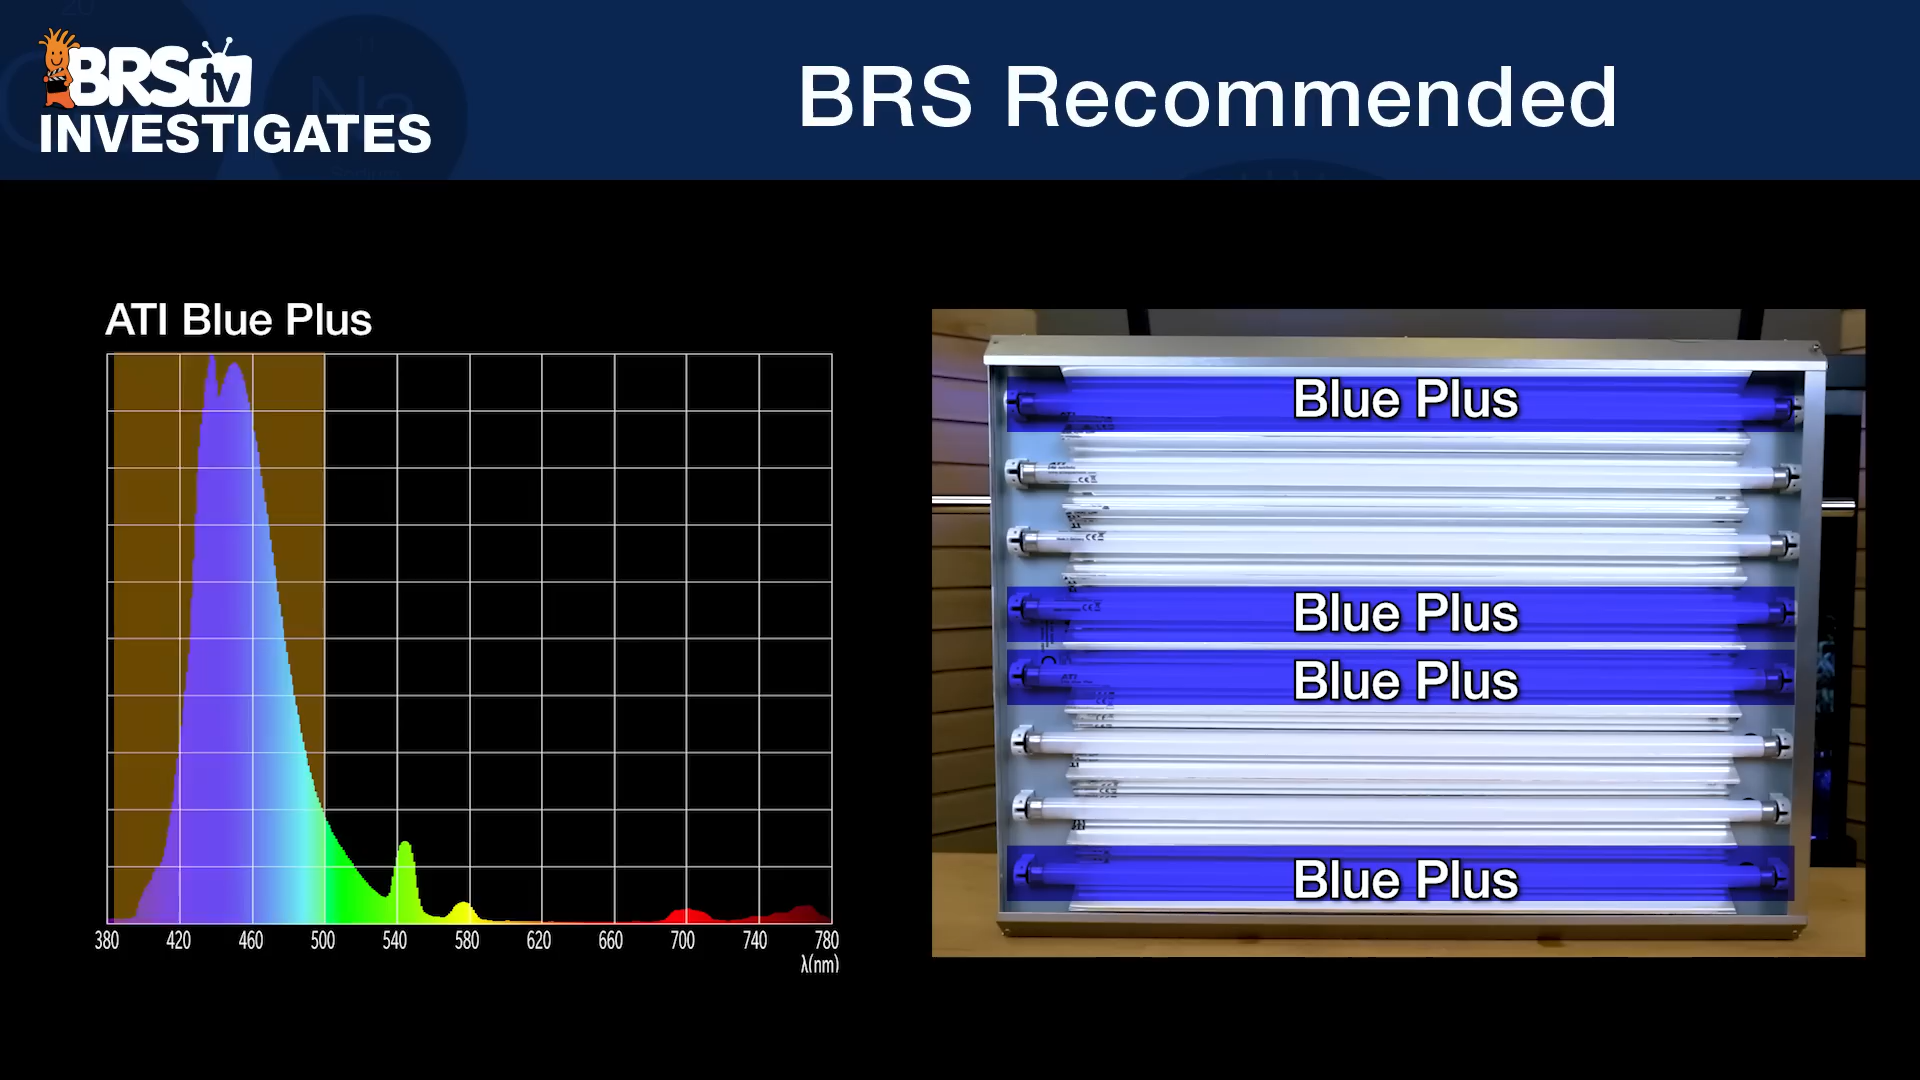 BRS tv
INVESTIGATES
Na
BRS Recommended
ATI Blue Plus
380 420 460 500 540 580 620 660 700 740 780
λ(nm)
Blue Plus
Blue Plus
Blue Plus
Blue Plus